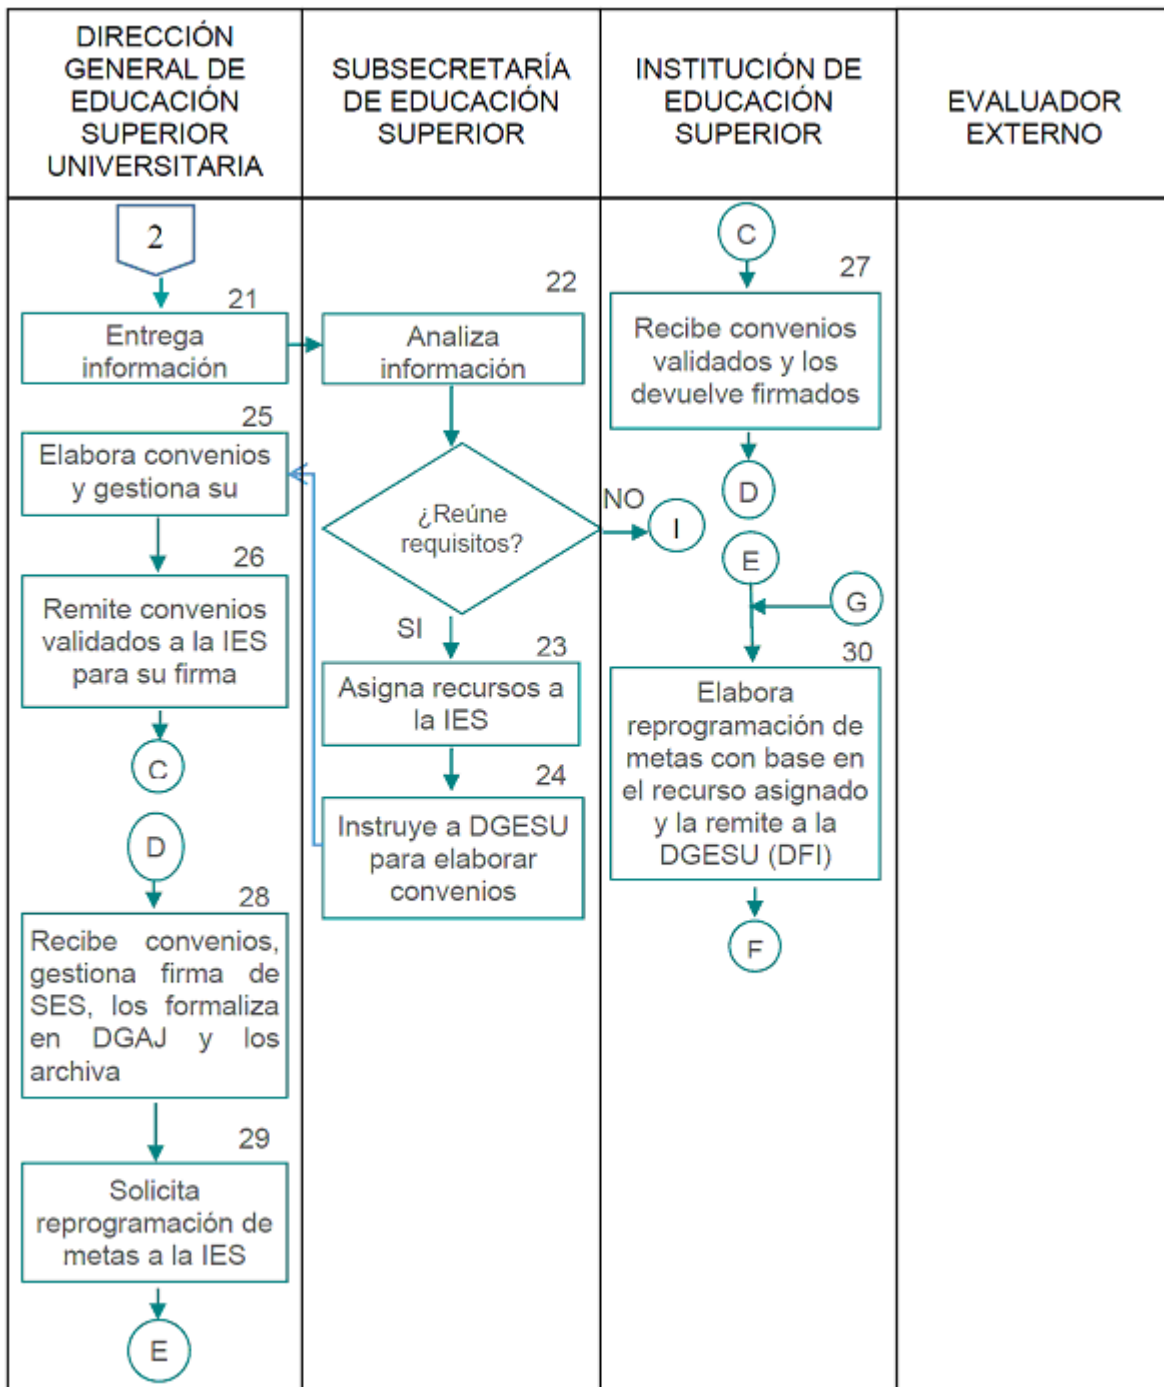 DIRECCIÓN
GENERAL DE
EDUCACIÓN
SUPERIOR
UNIVERSITARIA
SUBSECRETARÍA
DE EDUCACIÓN
SUPERIOR
INSTITUCIÓN DE
EDUCACIÓN
SUPERIOR
EVALUADOR
EXTERNO
2
21
Entrega
información
25
Elabora convenios
y gestiona su
26
Remite convenios
validados a la IES
para su firma
C
D
28
Recibe convenios,
gestiona firma de
SES, los formaliza
en DGAJ y los
archiva
29
Solicita
reprogramación de
metas a la IES
E
22
Analiza
información
¿Reúne
requisitos?
NO
I
SI
23
Asigna recursos a
la IES
24
Instruye a DGESU
para elaborar
convenios
C
27
Recibe convenios
validados y los
devuelve firmados
D
E
G
30
Elabora
reprogramación de
metas con base en
el recurso asignado
y la remite a la
DGESU (DFI)
F